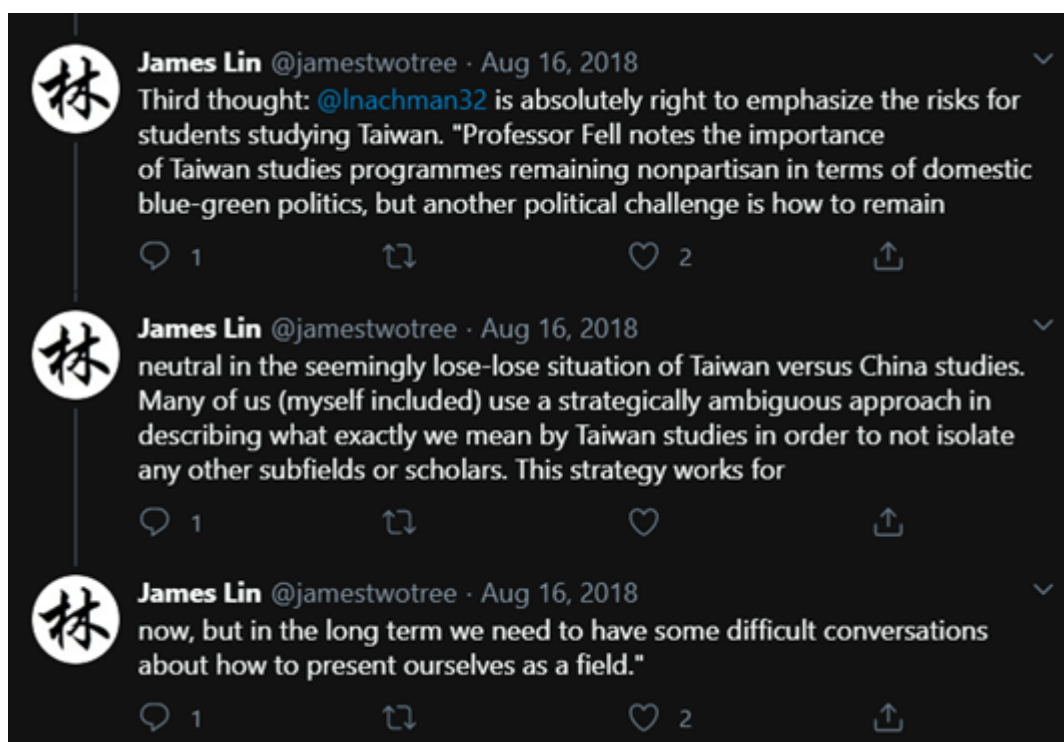 林
James Lin @jamestwotree · Aug 16, 2018
Third thought: @lnachman32 is absolutely right to emphasize the risks for
students studying Taiwan. "Professor Fell notes the importance
of Taiwan studies programmes remaining nonpartisan in terms of domestic
blue-green politics, but another political challenge is how to remain
1 2
林
James Lin @jamestwotree · Aug 16, 2018
neutral in the seemingly lose-lose situation of Taiwan versus China studies.
Many of us (myself included) use a strategically ambiguous approach in
describing what exactly we mean by Taiwan studies in order to not isolate
any other subfields or scholars. This strategy works for
1
林
James Lin @jamestwotree · Aug 16, 2018
now, but in the long term we need to have some difficult conversations
about how to present ourselves as a field."
1 2